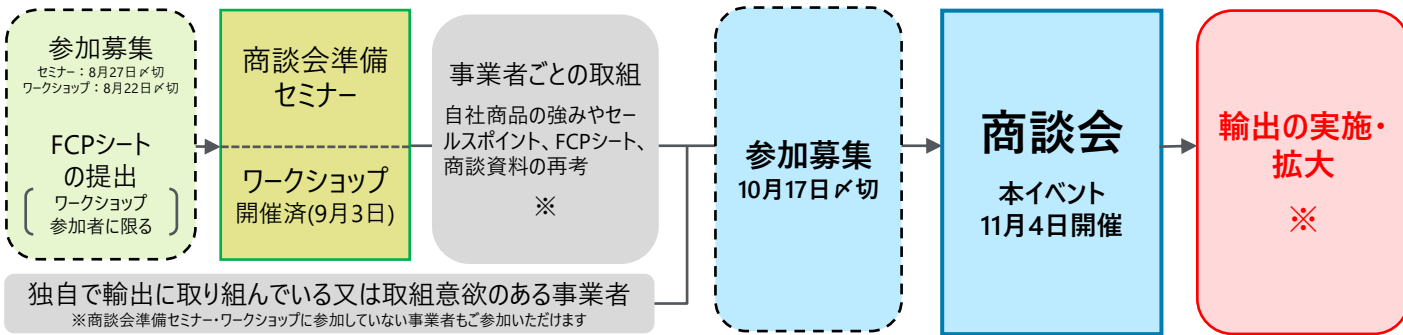 参加募集
セミナー：8月27日〆切
ワークショップ：8月22日〆切
FCPシート
の提出
ワークショップ
参加者に限る
商談会準備
セミナー
ワークショップ
開催済(9月3日)
事業者ごとの取組
自社商品の強みやセー
ルスポイント、FCPシート、
商談資料の再考
※
独自で輸出に取り組んでいる又は取組意欲のある事業者
※商談会準備セミナー・ワークショップに参加していない事業者もご参加いただけます
参加募集
10月17日〆切
商談会
本イベント
11月4日開催
輸出の実施・
拡大
※